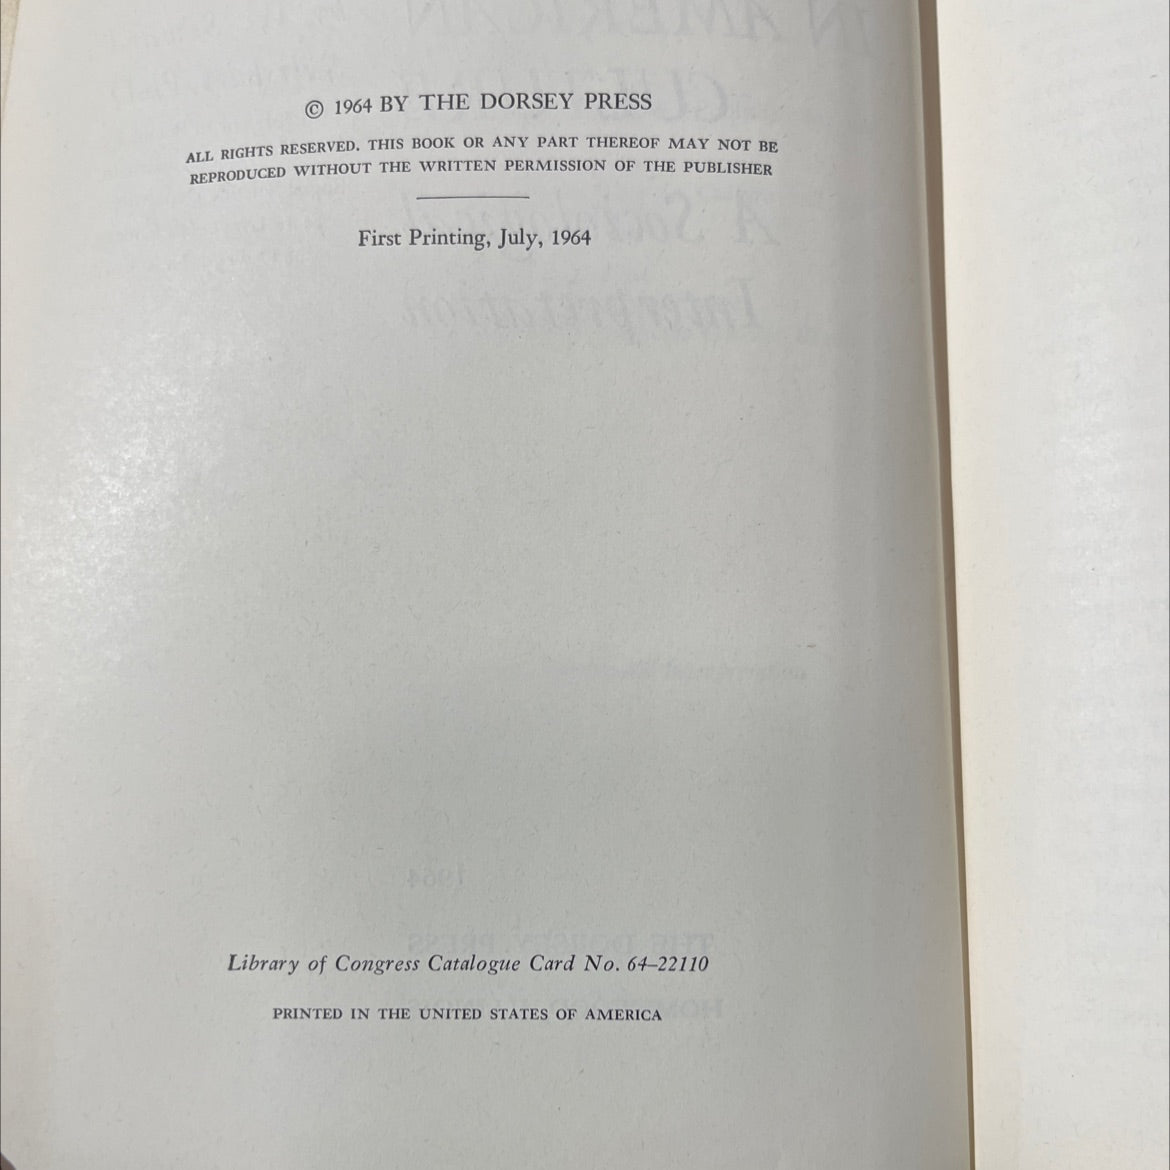 © 1964 BY THE DORSEY PRESS
ALL RIGHTS RESERVED. THIS BOOK OR ANY PART THEREOF MAY NOT BE
REPRODUCED WITHOUT THE WRITTEN PERMISSION OF THE PUBLISHER
First Printing, July, 1964
Library of Congress Catalogue Card No. 64–22110
PRINTED IN THE UNITED STATES OF AMERICA